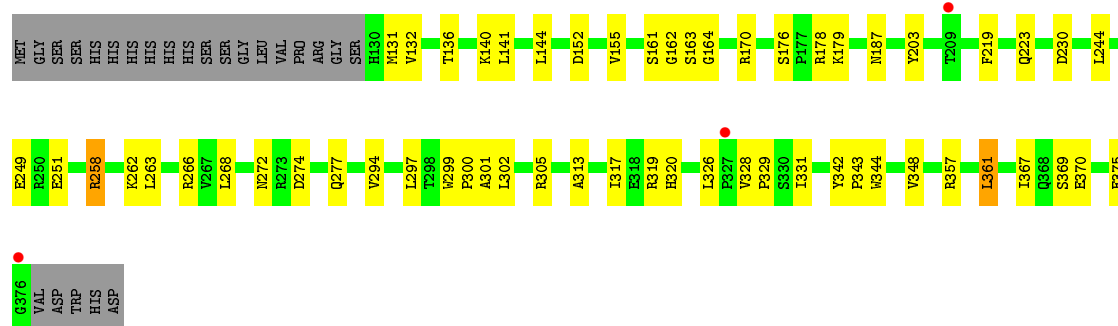 MET GLY SER SER HIS HIS HIS HIS HIS HIS SER SER GLY LEU VAL PRO ARG GLY SER H130 M131 V132 T136 K140 L141 L144 D152 V155 S161 G162 S163 G164 R170 S176 P177 R178 K179 N187 Y203 T209 F219 Q223 D230 L244
E249 R250 E251 R258 K262 L263 R266 V267 L268 N272 R273 D274 Q277 V294 L297 T298 W299 P300 A301 L302 R305 A313 I317 E318 R319 H320 L326 P327 V328 P329 S330 I331 Y342 P343 W344 V348 R357 L361 I367 Q368 S369 E370
G376 VAL ASP TRP HIS ASP